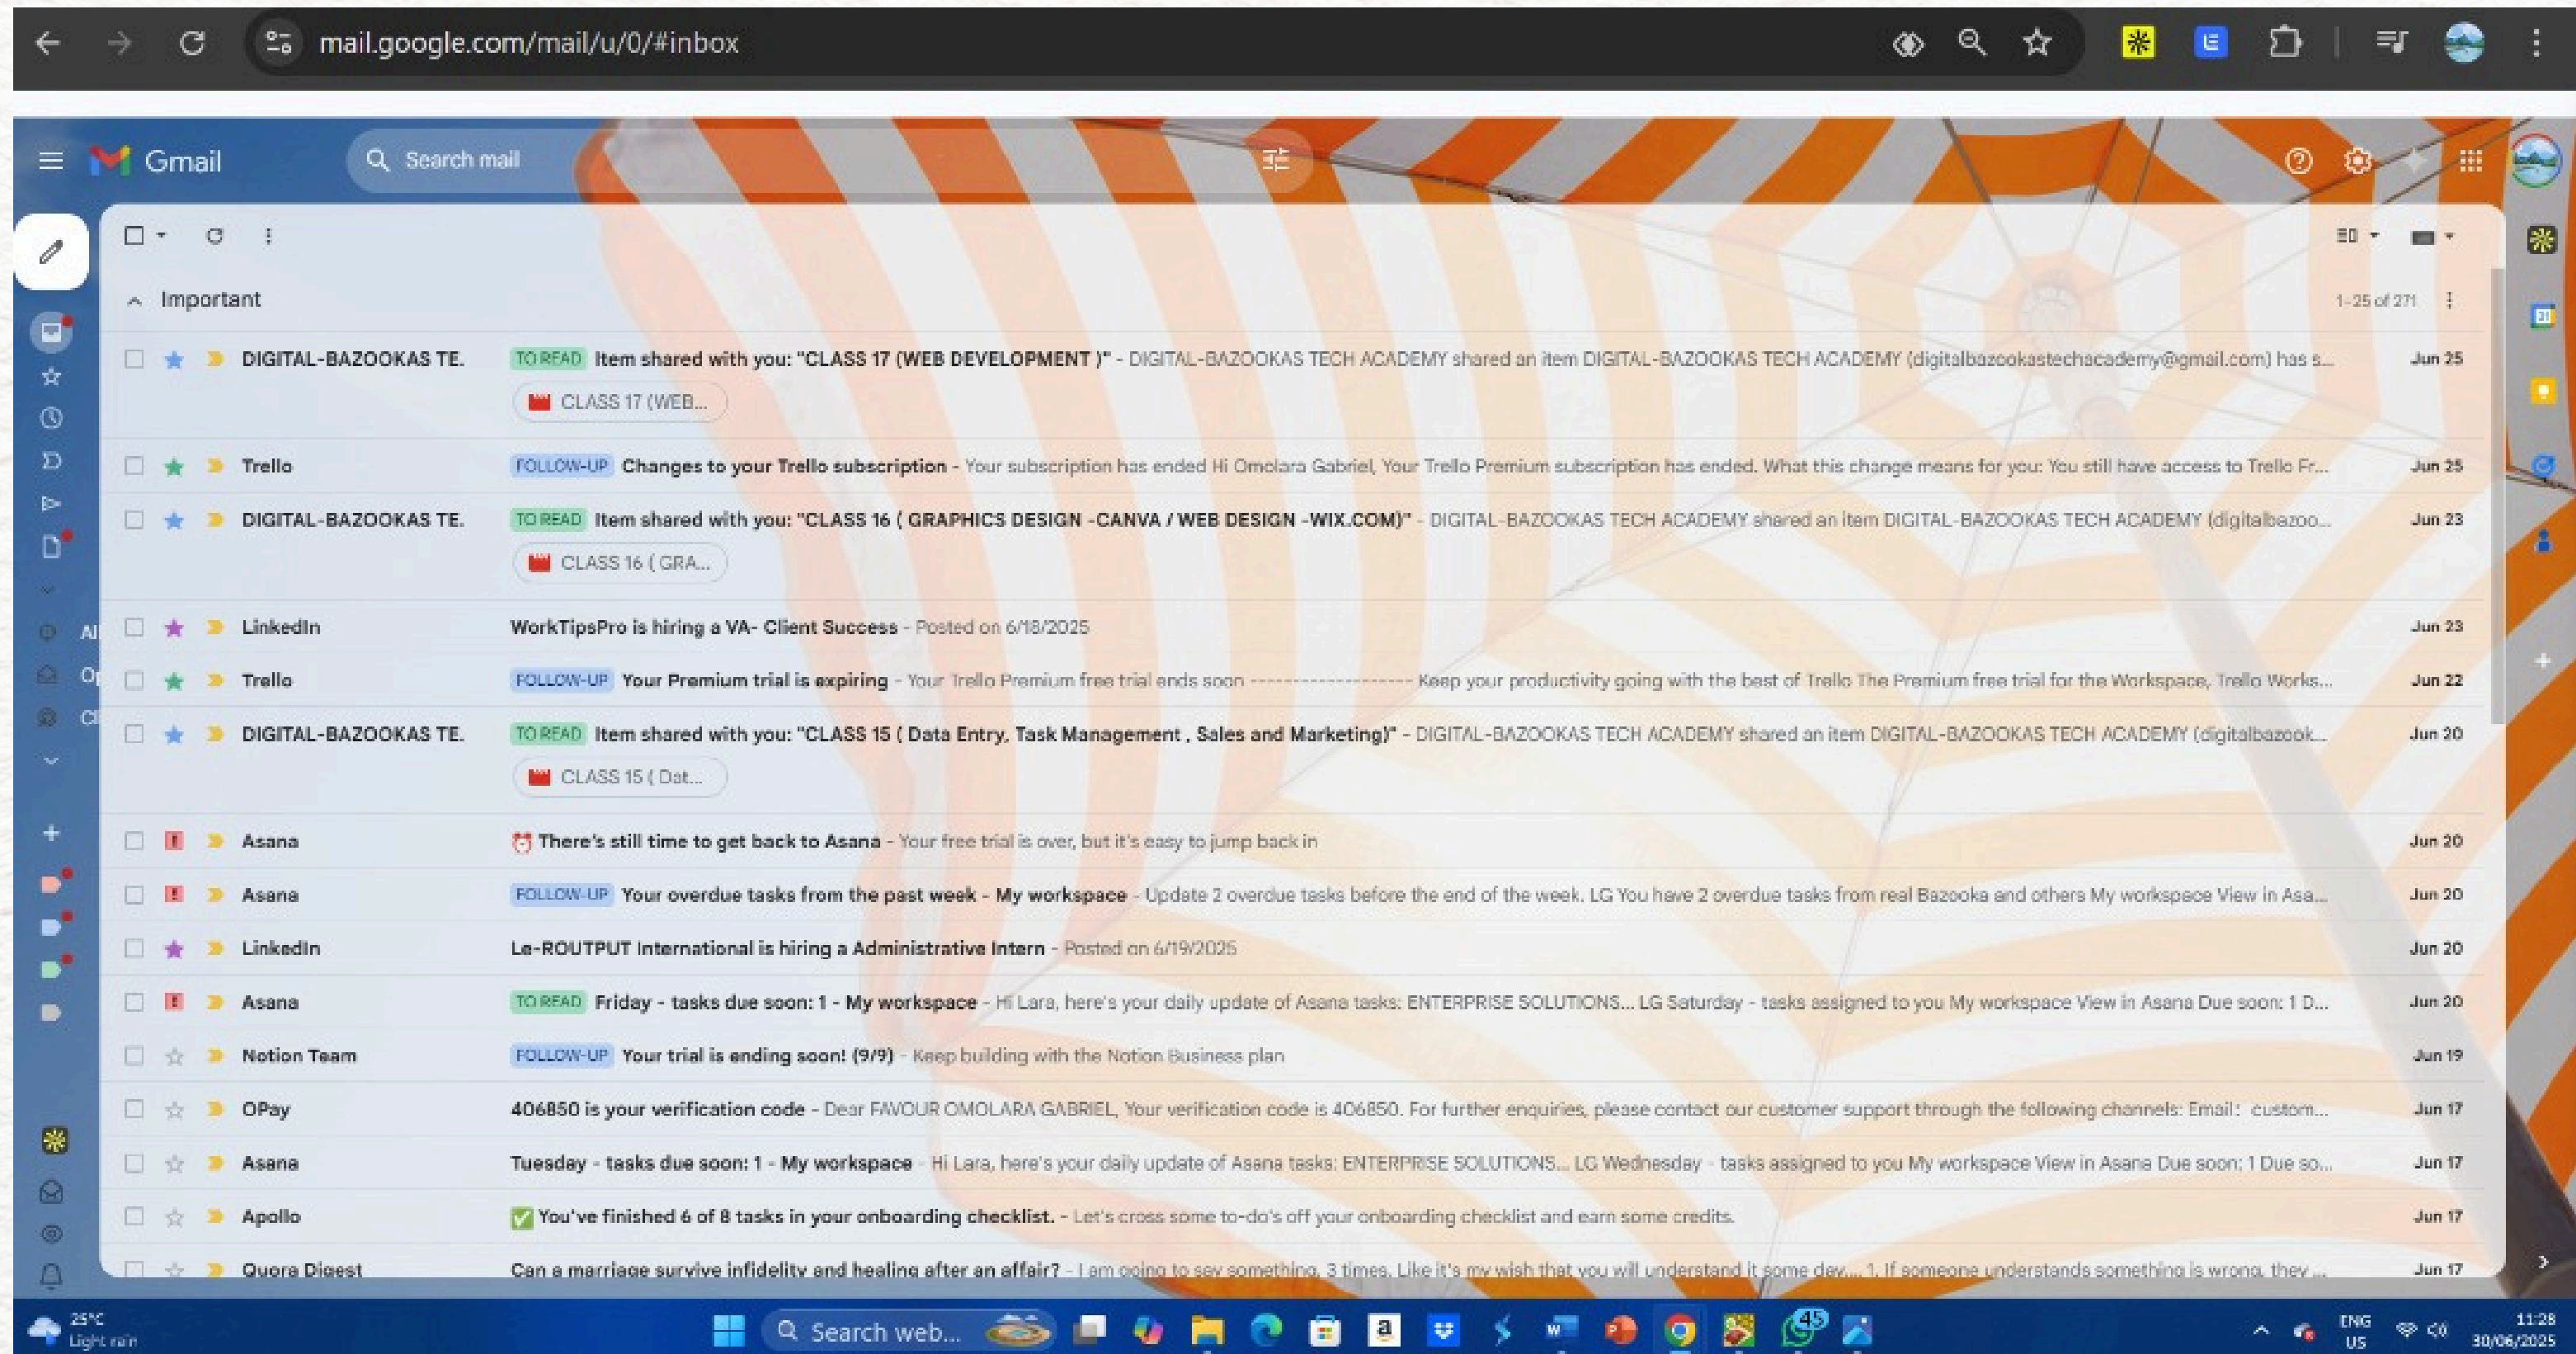 mail.google.com/mail/u/0/#inbox
Gmail
Search mail
Important
1-25 of 271
DIGITAL-BAZOOKAS TE. TO READ Item shared with you: "CLASS 17 (WEB DEVELOPMENT )" - DIGITAL-BAZOOKAS TECH ACADEMY shared an item DIGITAL-BAZOOKAS TECH ACADEMY (digitalbazookastechacademy@gmail.com) has s... Jun 25
CLASS 17 (WEB...
Trello FOLLOW-UP Changes to your Trello subscription - Your subscription has ended Hi Omolara Gabriel, Your Trello Premium subscription has ended. What this change means for you: You still have access to Trello Fr... Jun 25
DIGITAL-BAZOOKAS TE. TO READ Item shared with you: "CLASS 16 ( GRAPHICS DESIGN -CANVA / WEB DESIGN -WIX.COM)" - DIGITAL-BAZOOKAS TECH ACADEMY shared an item DIGITAL-BAZOOKAS TECH ACADEMY (digitalbazoo... Jun 23
CLASS 16 ( GRA...
Al LinkedIn WorkTipsPro is hiring a VA- Client Success - Posted on 6/18/2025 Jun 23
Trello FOLLOW-UP Your Premium trial is expiring - Your Trello Premium free trial ends soon ------------------ Keep your productivity going with the best of Trello The Premium free trial for the Workspace, Trello Works... Jun 22
DIGITAL-BAZOOKAS TE. TO READ Item shared with you: "CLASS 15 ( Data Entry, Task Management , Sales and Marketing)" - DIGITAL-BAZOOKAS TECH ACADEMY shared an item DIGITAL-BAZOOKAS TECH ACADEMY (digitalbazook... Jun 20
CLASS 15 ( Dat...
Asana ⏰ There's still time to get back to Asana - Your free trial is over, but it's easy to jump back in Jun 20
Asana FOLLOW-UP Your overdue tasks from the past week - My workspace - Update 2 overdue tasks before the end of the week. LG You have 2 overdue tasks from real Bazooka and others My workspace View in Asa... Jun 20
LinkedIn Le-ROUTPUT International is hiring a Administrative Intern - Posted on 6/19/2025 Jun 20
Asana TO READ Friday - tasks due soon: 1 - My workspace - Hi Lara, here's your daily update of Asana tasks: ENTERPRISE SOLUTIONS... LG Saturday - tasks assigned to you My workspace View in Asana Due soon: 1 D... Jun 20
Notion Team FOLLOW-UP Your trial is ending soon! (9/9) - Keep building with the Notion Business plan Jun 19
OPay 406850 is your verification code - Dear FAVOUR OMOLARA GABRIEL, Your verification code is 406850. For further enquiries, please contact our customer support through the following channels: Email: custom... Jun 17
Asana Tuesday - tasks due soon: 1 - My workspace - Hi Lara, here's your daily update of Asana tasks: ENTERPRISE SOLUTIONS... LG Wednesday - tasks assigned to you My workspace View in Asana Due soon: 1 Due so... Jun 17
Apollo ✅ You've finished 6 of 8 tasks in your onboarding checklist. - Let's cross some to-do's off your onboarding checklist and earn some credits. Jun 17
Quora Digest Can a marriage survive infidelity and healing after an affair? - I am going to say something, 3 times, Like it's my wish that you will understand it some day.... 1. If someone understands something is wrong, they ... Jun 17
25°C
Light rain
Search web...
45
ENG
US
11:28
30/06/2025